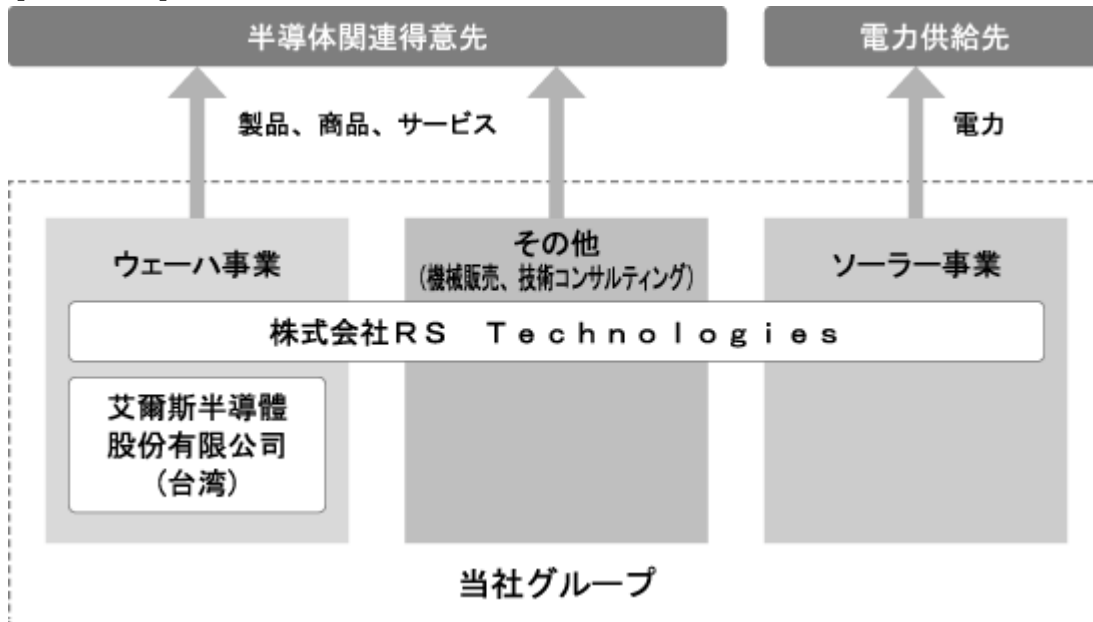 半導体関連得意先
電力供給先
製品、商品、サービス
電力
ウェーハ事業
その他
（機械販売、技術コンサルティング）
ソーラー事業
株式会社ＲＳ　Ｔｅｃｈｎｏｌｏｇｉｅｓ
艾爾斯半導體
股份有限公司
（台湾）
当社グループ